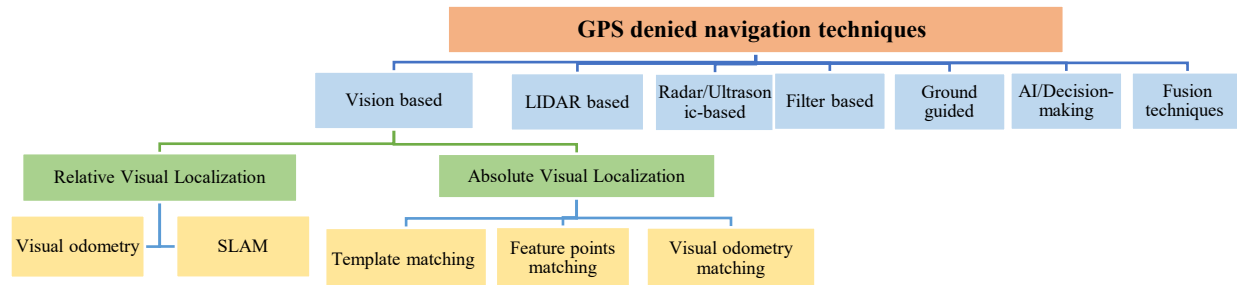 GPS denied navigation techniques
Vision based
LIDAR based
Radar/Ultrason
ic-based
Filter based
Ground
guided
AI/Decision-
making
Fusion
techniques
Relative Visual Localization
Absolute Visual Localization
Visual odometry
SLAM
Template matching
Feature points
matching
Visual odometry
matching